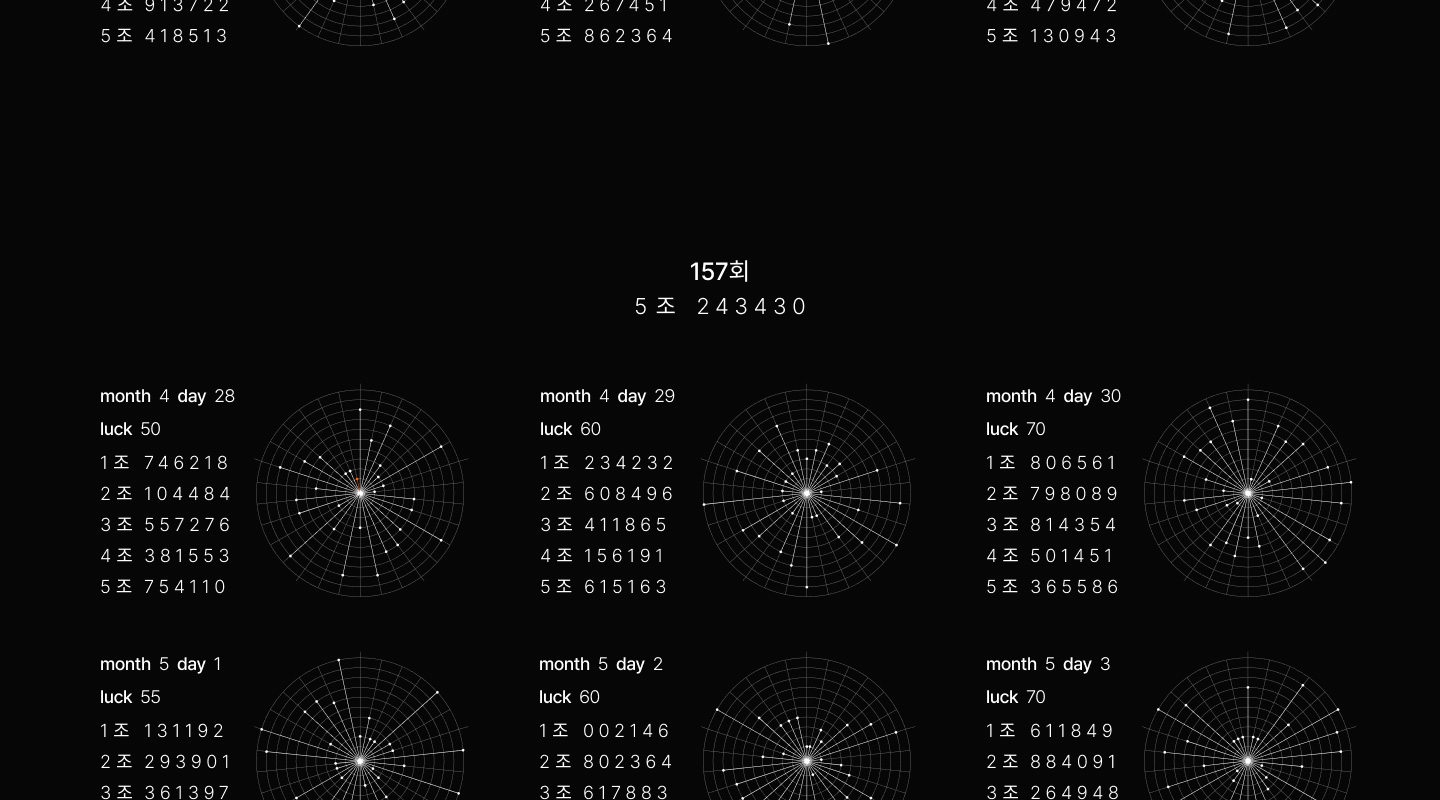 4조 913722
5조 418513
4조 267451
5조 862364
4조 479472
5조 130943
157회
5조 243430
month 4 day 28
luck 50
1조 746218
2조 104484
3조 557276
4조 381553
5조 754110
month 4 day 29
luck 60
1조 234232
2조 608496
3조 411865
4조 156191
5조 615163
month 4 day 30
luck 70
1조 806561
2조 798089
3조 814354
4조 501451
5조 365586
month 5 day 1
luck 55
1조 131192
2조 293901
3조 361397
month 5 day 2
luck 60
1조 002146
2조 802364
3조 617883
month 5 day 3
luck 70
1조 611849
2조 884091
3조 264948